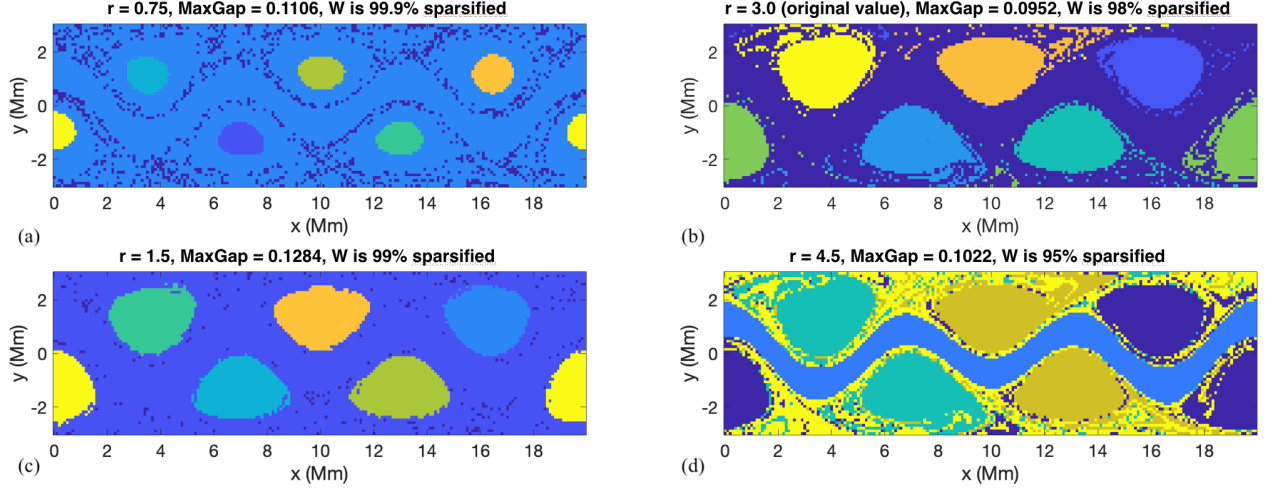 r = 0.75, MaxGap = 0.1106, W is 99.9% sparsified
y (Mm)
2
0
-2
0 2 4 6 8 10 12 14 16 18
x (Mm)
(a)
r = 3.0 (original value), MaxGap = 0.0952, W is 98% sparsified
y (Mm)
2
0
-2
0 2 4 6 8 10 12 14 16 18
x (Mm)
(b)
r = 1.5, MaxGap = 0.1284, W is 99% sparsified
y (Mm)
2
0
-2
0 2 4 6 8 10 12 14 16 18
x (Mm)
(c)
r = 4.5, MaxGap = 0.1022, W is 95% sparsified
y (Mm)
2
0
-2
0 2 4 6 8 10 12 14 16 18
x (Mm)
(d)